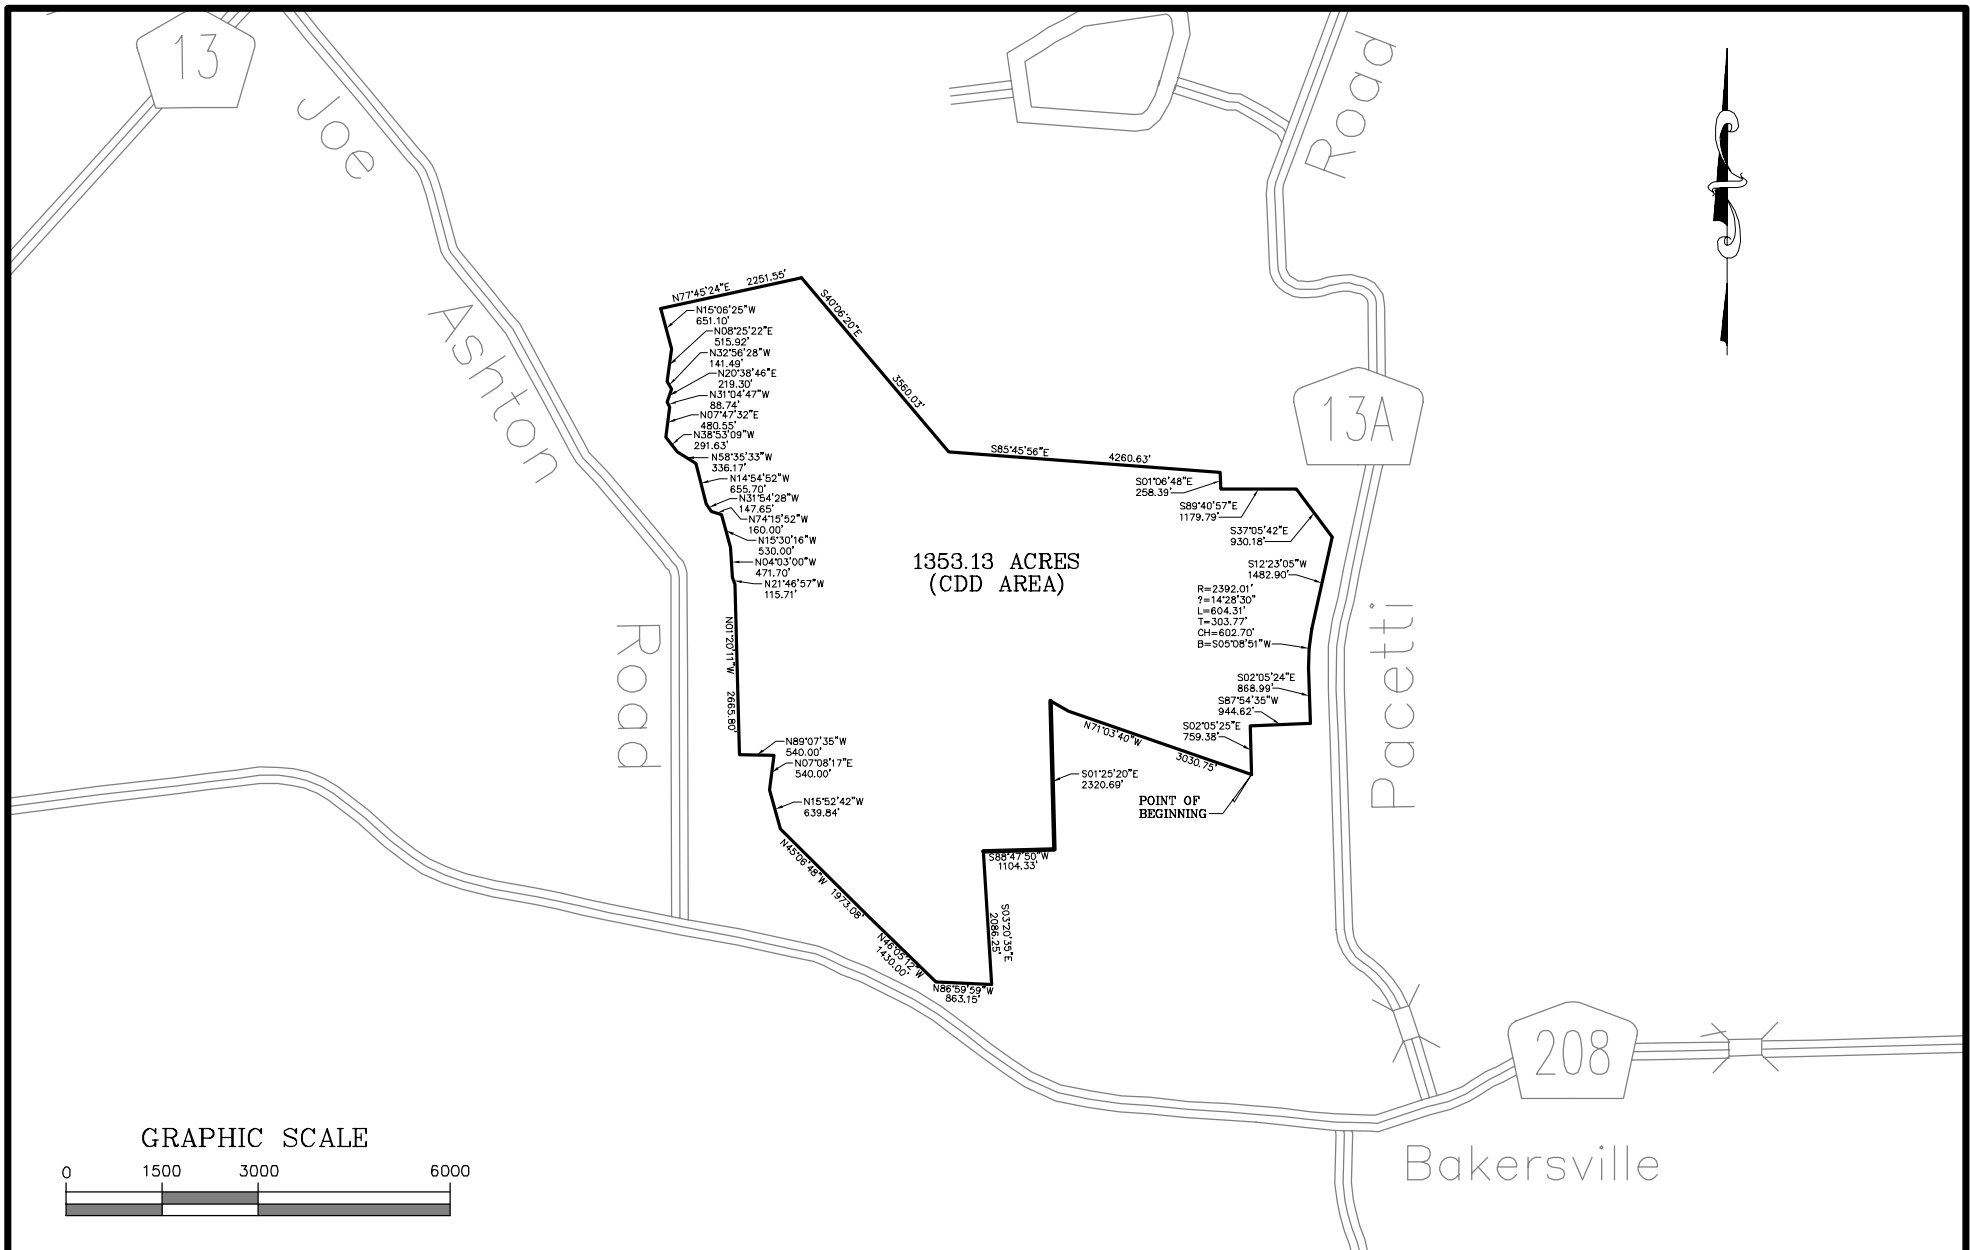 13
Joe
Ashton
Road
Road
13A
Pacetti
208
Bakersville
N77°45'24"E 2251.55'
N15°06'25"W
651.10'
N08°25'22"E
515.92'
N32°56'28"W
141.49'
N20°38'46"E
219.30'
N31°04'47"W
88.74'
N07°47'32"E
480.55'
N38°53'09"W
291.63'
N58°35'33"W
336.17'
N14°54'52"W
655.70'
N31°54'28"W
147.65'
N74°15'52"W
160.00'
N15°30'16"W
530.00'
N04°03'00"W
471.70'
N21°46'57"W
115.71'
N01°20'11"W 2665.80'
N89°07'35"W
540.00'
N07°08'17"E
540.00'
N15°52'42"W
639.84'
N45°06'48"W 1973.08'
N46°05'12"W
1430.00'
N86°59'59"W
863.15'
S03°20'35"E
2086.25'
S88°47'50"W
1104.33'
S01°25'20"E
2320.69'
N71°03'40"W 3030.75'
POINT OF
BEGINNING
S40°06'20"E 3560.03'
S85°45'56"E 4260.63'
S01°06'48"E
258.39'
S89°40'57"E
1179.79'
S37°05'42"E
930.18'
S12°23'05"W
1482.90'
R=2392.01'
?=14°28'30"
L=604.31'
T=303.77'
CH=602.70'
B=S05°08'51"W
S02°05'24"E
868.99'
S87°54'35"W
944.62'
S02°05'25"E
759.38'
1353.13 ACRES
(CDD AREA)
GRAPHIC SCALE
0 1500 3000 6000